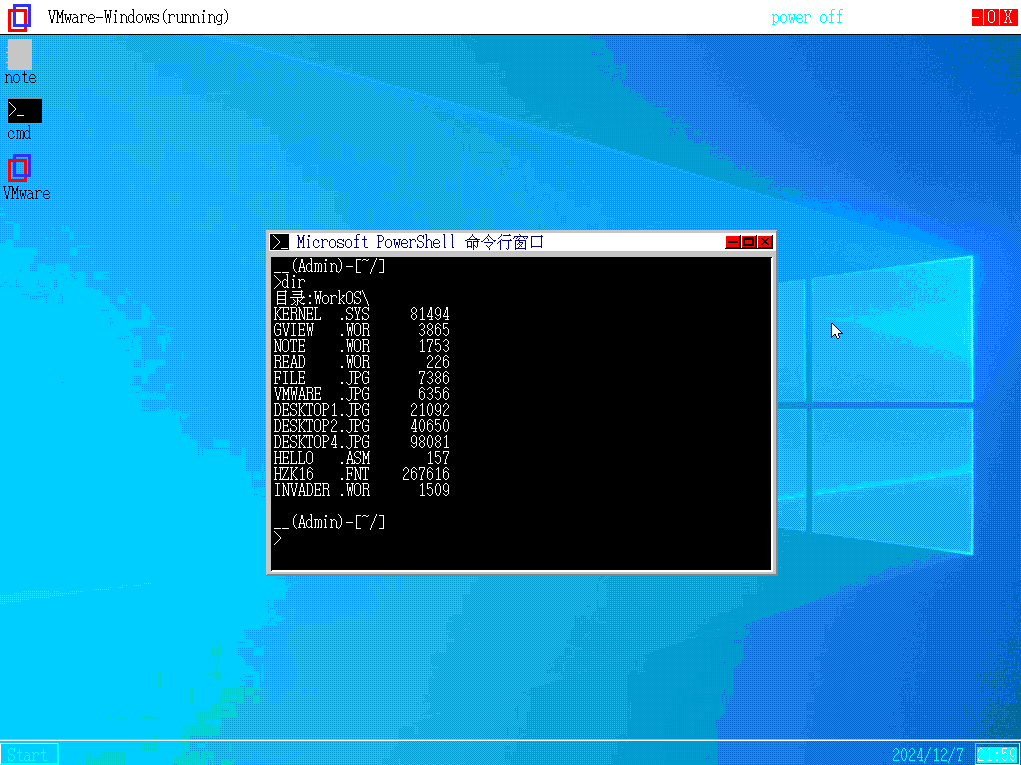 VMware-Windows(running)
power off
-|O|X
note
>_
cmd
VMware
>_ Microsoft PowerShell 命令行窗口
__(Admin)-[~/]
>dir
目录:WorkOS\
KERNEL  .SYS     81494
GVIEW   .WOR      3865
NOTE    .WOR      1753
READ    .WOR       226
FILE    .JPG      7386
VMWARE  .JPG      6356
DESKTOP1.JPG     21092
DESKTOP2.JPG     40650
DESKTOP4.JPG     98081
HELLO   .ASM       157
HZK16   .FNT    267616
INVADER .WOR      1509
__(Admin)-[~/]
>
Start
2024/12/7
21:59